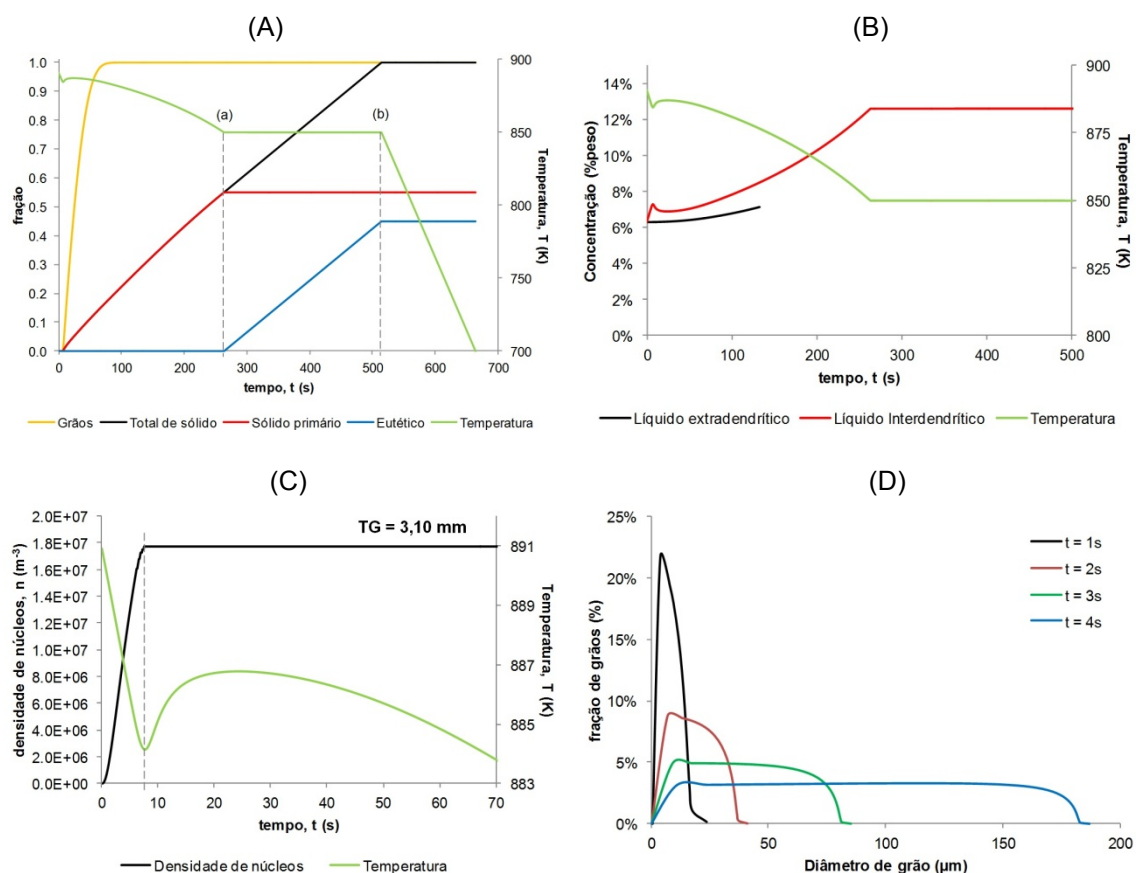 (A)
fração
1.0
0.9
0.8
0.7
0.6
0.5
0.4
0.3
0.2
0.1
0.0
900
850
800
750
700
Temperatura, T (K)
(a)
(b)
0 100 200 300 400 500 600 700
tempo, t (s)
Grãos Total de sólido Sólido primário Eutético Temperatura
(B)
Concentração (%peso)
14%
12%
10%
8%
6%
4%
2%
0%
900
875
850
825
800
Temperatura, T (K)
0 100 200 300 400 500
tempo, t (s)
Líquido extradendrítico Líquido Interdendrítico Temperatura
(C)
densidade de núcleos, n (m-3)
2.0E+07
1.8E+07
1.6E+07
1.4E+07
1.2E+07
1.0E+07
8.0E+06
6.0E+06
4.0E+06
2.0E+06
0.0E+00
TG = 3,10 mm
891
889
887
885
883
Temperatura, T (K)
0 10 20 30 40 50 60 70
tempo, t (s)
Densidade de núcleos Temperatura
(D)
fração de grãos (%)
25%
20%
15%
10%
5%
0%
t = 1s
t = 2s
t = 3s
t = 4s
0 50 100 150 200
Diâmetro de grão (μm)